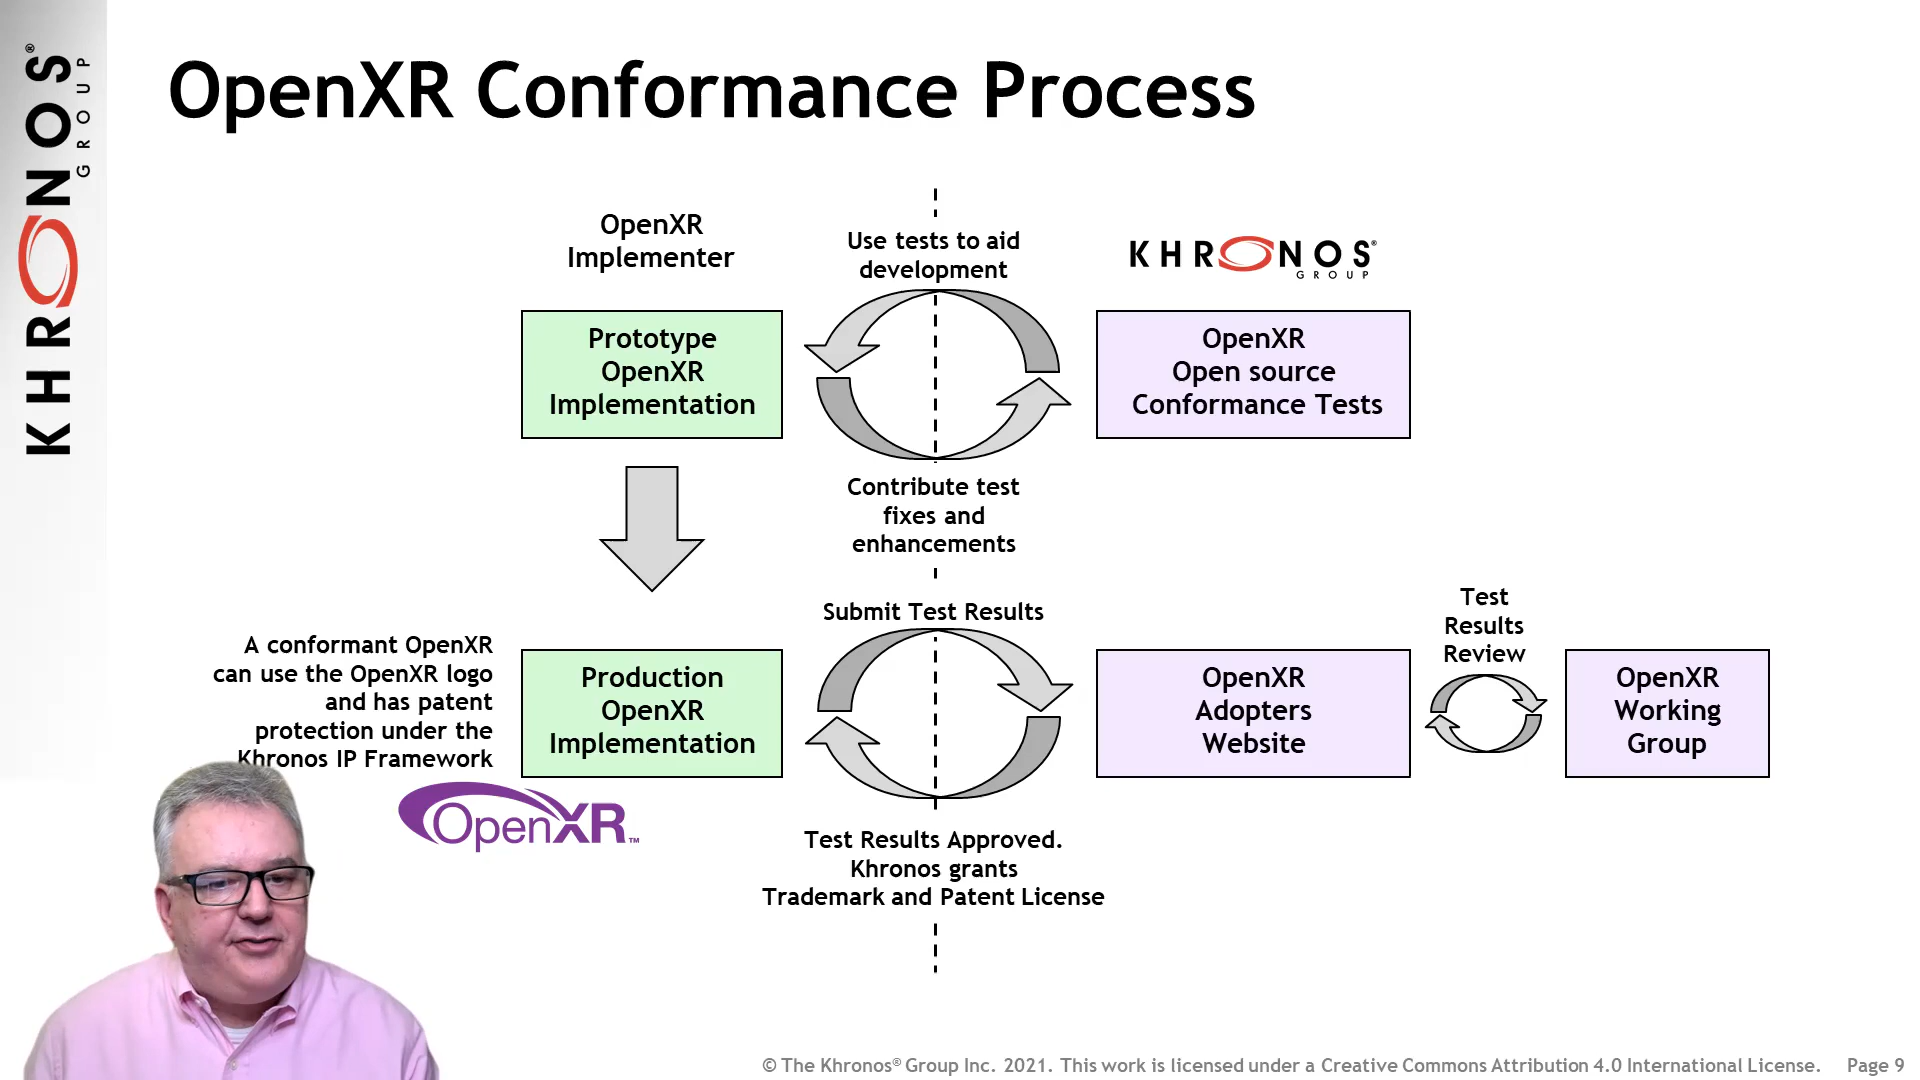 KHRONOS®
GROUP
OpenXR Conformance Process
OpenXR
Implementer
Use tests to aid
development
KHRONOS®
GROUP
Prototype
OpenXR
Implementation
OpenXR
Open source
Conformance Tests
Contribute test
fixes and
enhancements
Submit Test Results
Test
Results
Review
A conformant OpenXR
can use the OpenXR logo
and has patent
protection under the
Khronos IP Framework
Production
OpenXR
Implementation
OpenXR
Adopters
Website
OpenXR
Working
Group
OpenXR™
Test Results Approved.
Khronos grants
Trademark and Patent License
© The Khronos® Group Inc. 2021. This work is licensed under a Creative Commons Attribution 4.0 International License.
Page 9